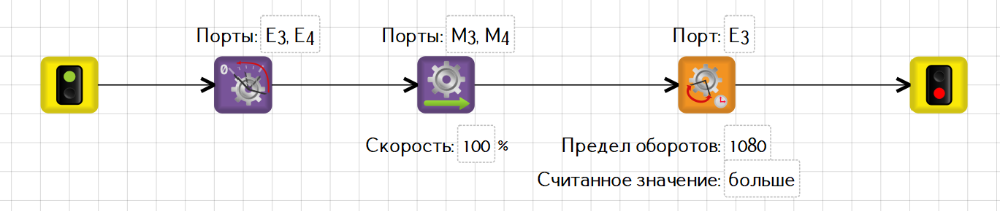 Порты: E3, E4
Порты: M3, M4
Порт: E3
0
Скорость: 100 %
Предел оборотов: 1080
Считанное значение: больше